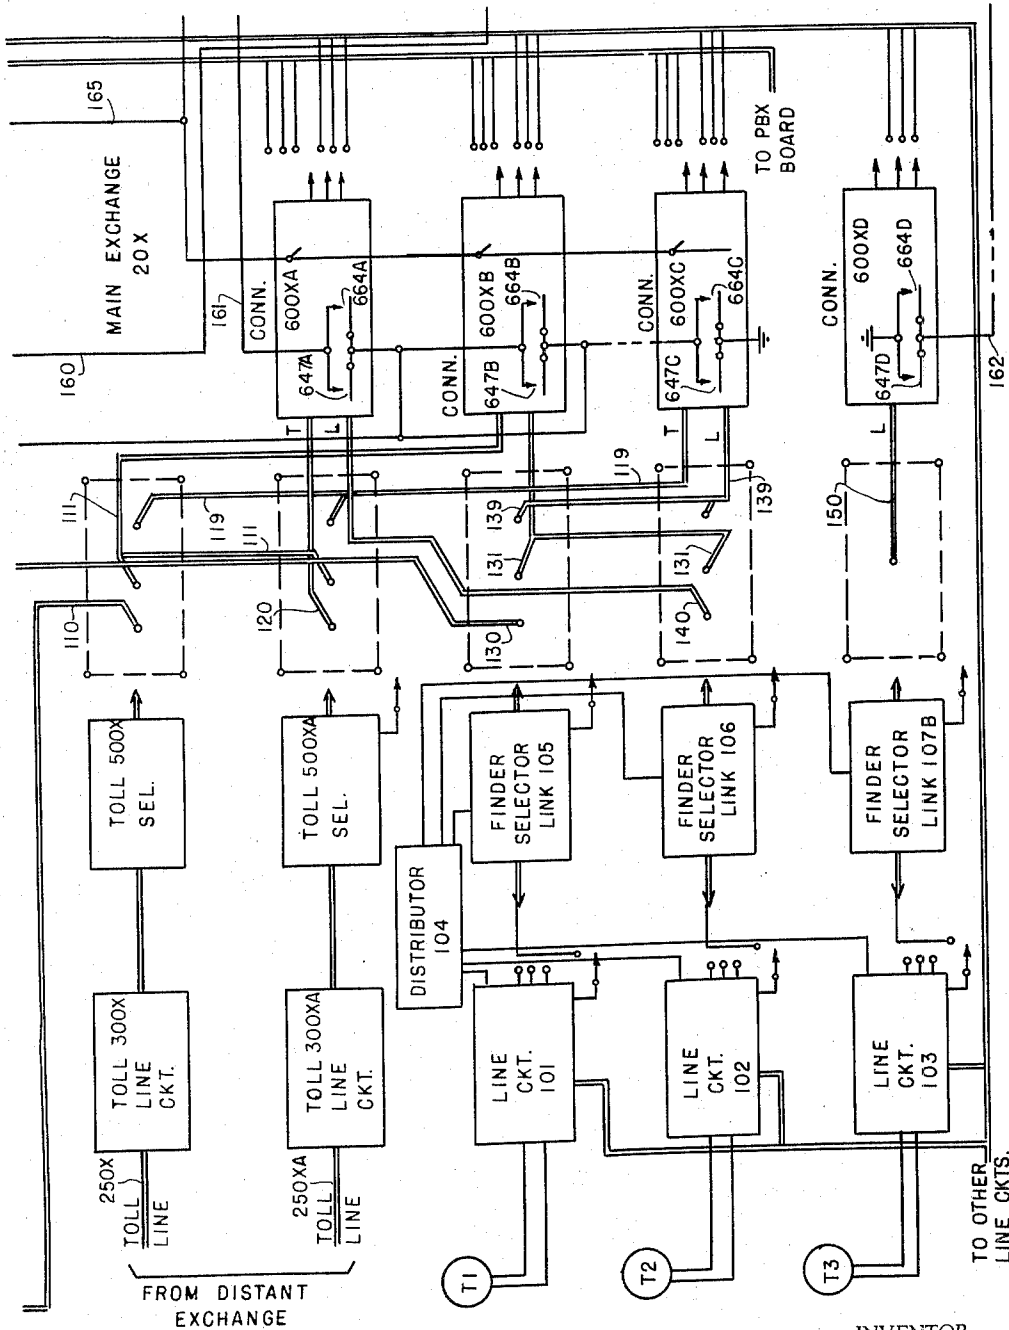 165
MAIN EXCHANGE
20X
160
161
TO PBX
BOARD
162
CONN.
600XA
664A
647A
T
L
CONN.
600XB
664B
647B
CONN.
600XC
664C
647C
T
L
CONN.
600XD
664D
647D
L
111
119
111
110
120
139
131
130
119
139
131
140
150
TOLL 500X
SEL.
TOLL 500XA
SEL.
FINDER
SELECTOR
LINK 105
FINDER
SELECTOR
LINK 106
FINDER
SELECTOR
LINK 107B
DISTRIBUTOR
104
TOLL 300X
LINE
CKT.
TOLL 300XA
LINE
CKT.
LINE
CKT.
101
LINE
CKT.
102
LINE
CKT.
103
250X
TOLL
LINE
250XA
TOLL
LINE
FROM DISTANT
EXCHANGE
T1
T2
T3
TO OTHER
LINE CKTS.
INVENTOR